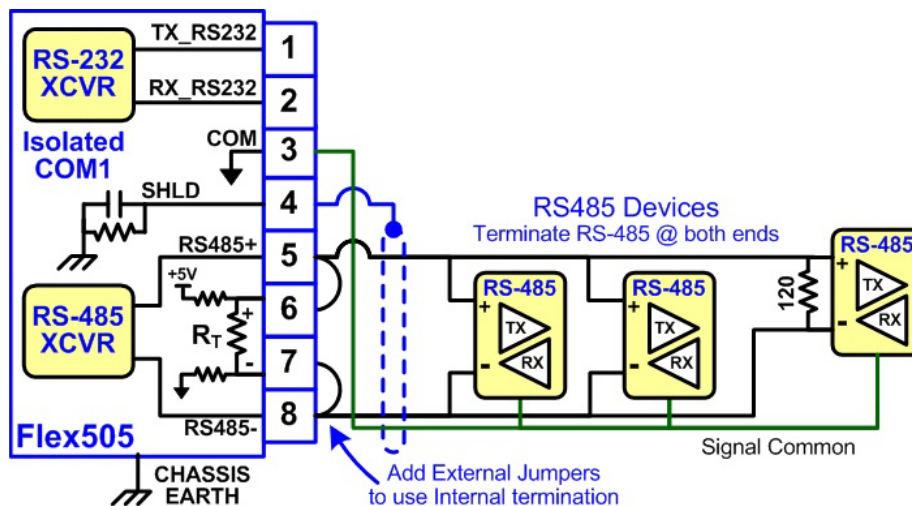 TX_RS232
RS-232
XCVR
RX_RS232
Isolated
COM1
COM
SHLD
RS485+
+5V
RS-485
XCVR
RT
+
-
RS485-
Flex505
CHASSIS
EARTH
1
2
3
4
5
6
7
8
RS485 Devices
Terminate RS-485 @ both ends
RS-485
+
-
TX
RX
RS-485
+
-
TX
RX
120
RS-485
+
-
TX
RX
Signal Common
Add External Jumpers
to use Internal termination